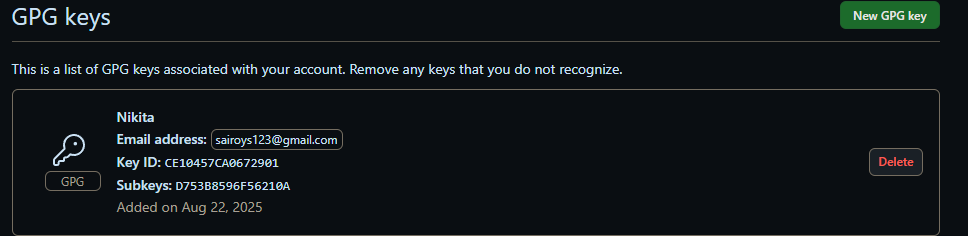 GPG keys
New GPG key
This is a list of GPG keys associated with your account. Remove any keys that you do not recognize.
Nikita
Email address: sairoys123@gmail.com
Key ID: CE10457CA0672901
GPG
Subkeys: D753B8596F56210A
Added on Aug 22, 2025
Delete